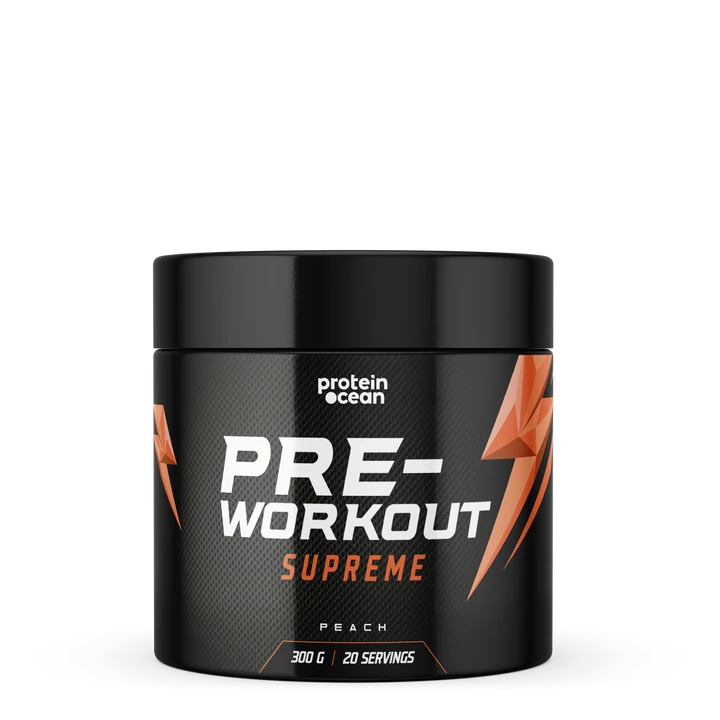 protein
ocean
PRE-
WORKOUT
SUPREME
PEACH
300 G | 20 SERVINGS